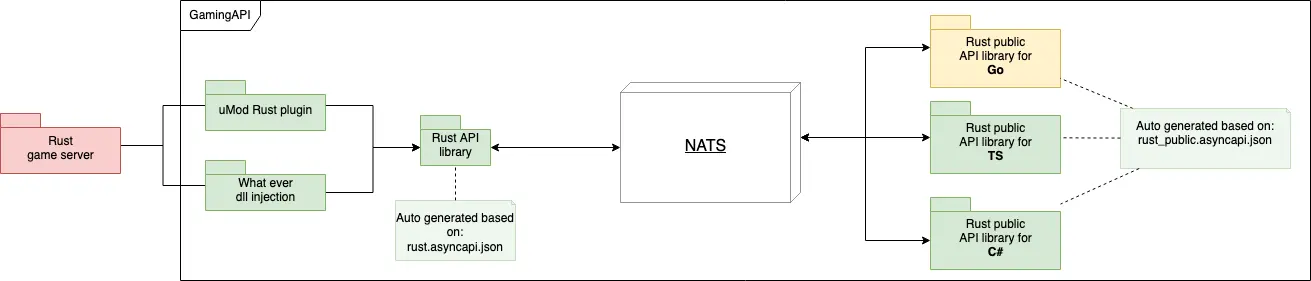 GamingAPI
Rust
game server
uMod Rust plugin
What ever
dll injection
Rust API
library
Auto generated based
on:
rust.asyncapi.json
NATS
Rust public
API library for
Go
Rust public
API library for
TS
Rust public
API library for
C#
Auto generated based on:
rust_public.asyncapi.json